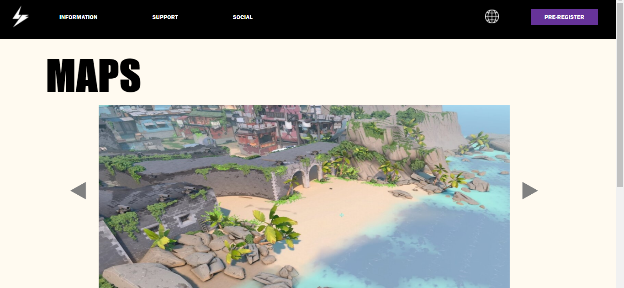 INFORMATION
SUPPORT
SOCIAL
PRE-REGISTER
MAPS